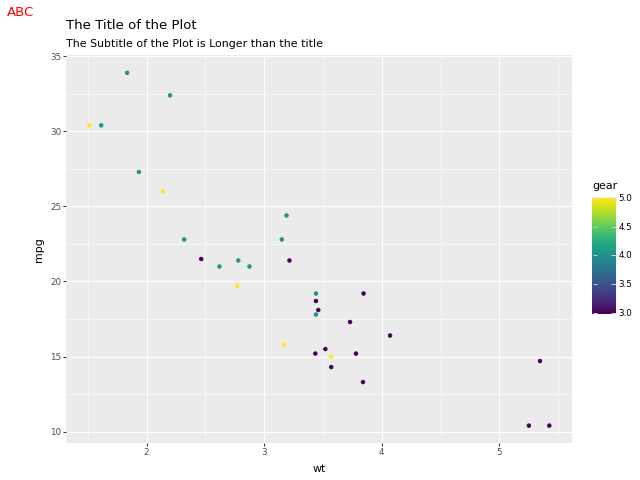 ABC
The Title of the Plot
The Subtitle of the Plot is Longer than the title
35
30
25
20
15
10
mpg
2
3
4
5
wt
gear
5.0
4.5
4.0
3.5
3.0